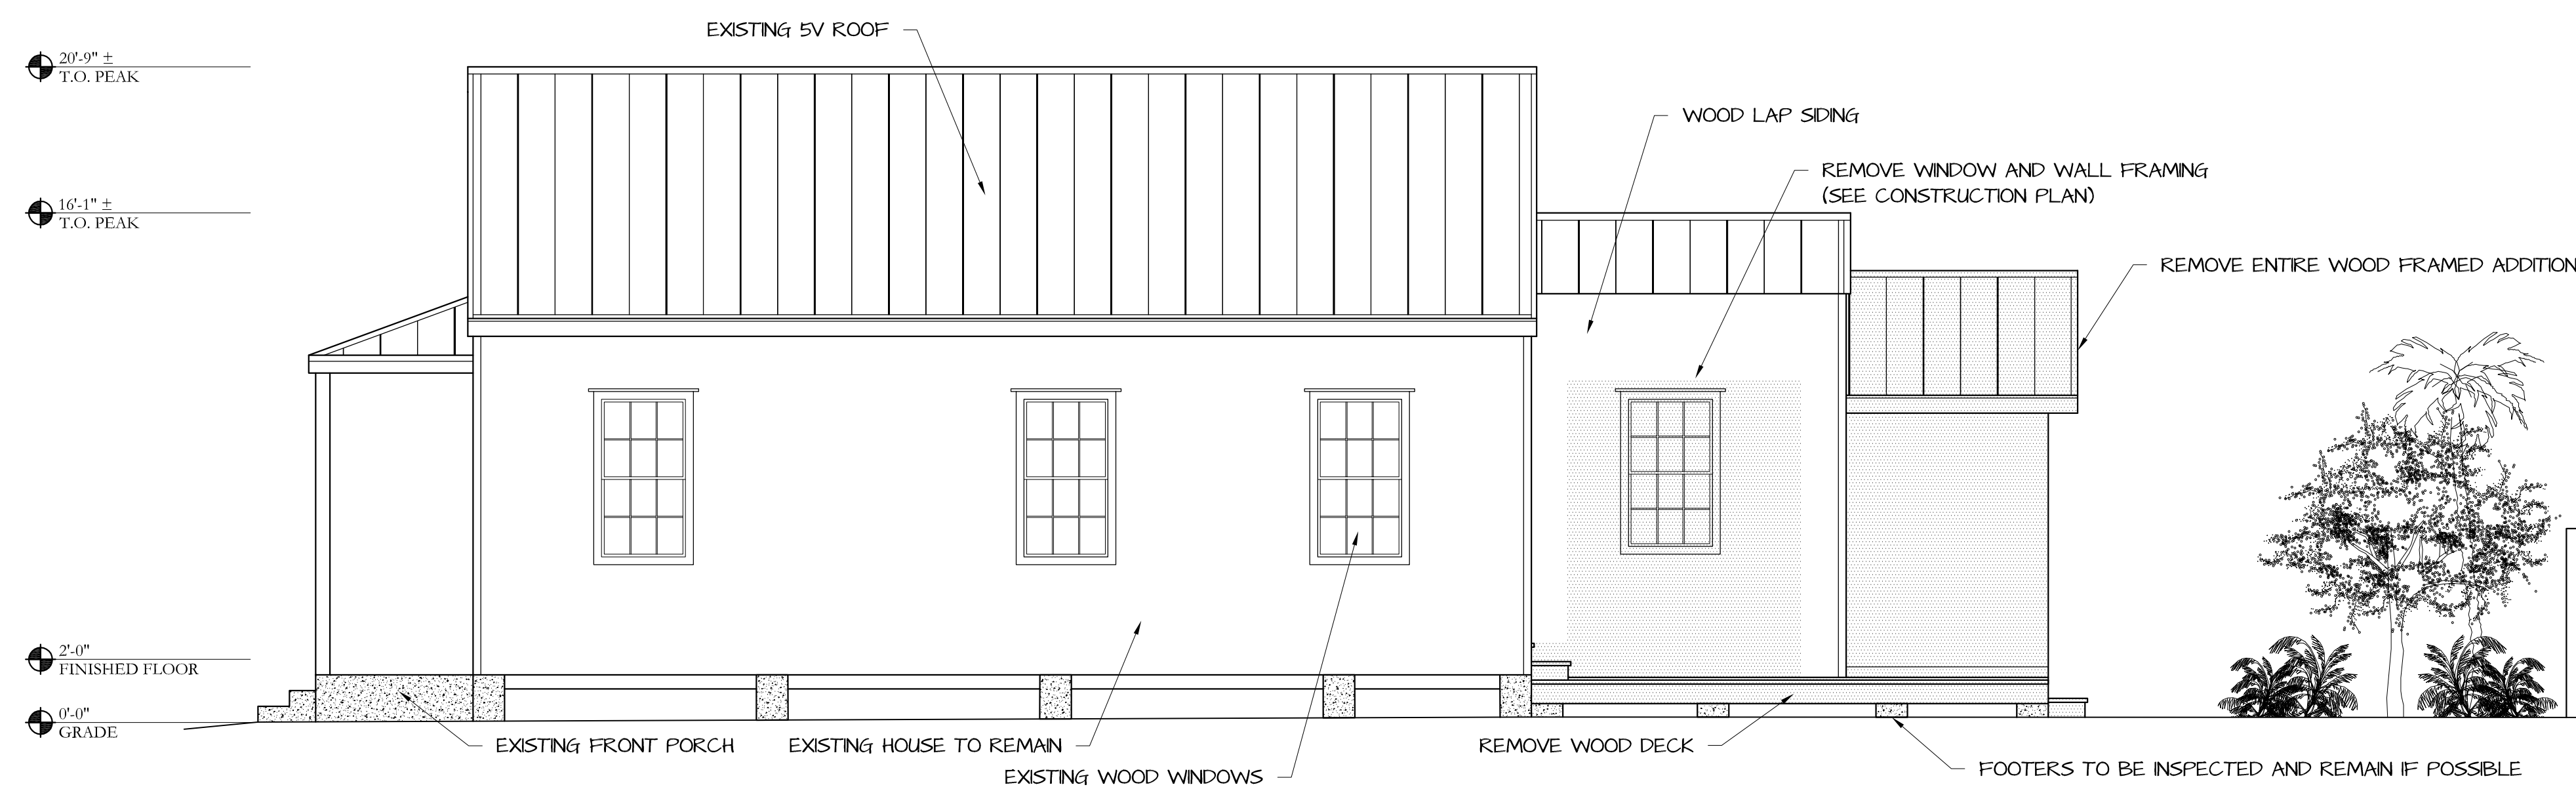 EXISTING 5V ROOF
20'-9" ±
T.O. PEAK
WOOD LAP SIDING
REMOVE WINDOW AND WALL FRAMING
(SEE CONSTRUCTION PLAN)
16'-1" ±
T.O. PEAK
REMOVE ENTIRE WOOD FRAMED ADDITION
2'-0"
FINISHED FLOOR
0'-0"
GRADE
EXISTING FRONT PORCH
EXISTING HOUSE TO REMAIN
REMOVE WOOD DECK
EXISTING WOOD WINDOWS
FOOTERS TO BE INSPECTED AND REMAIN IF POSSIBLE